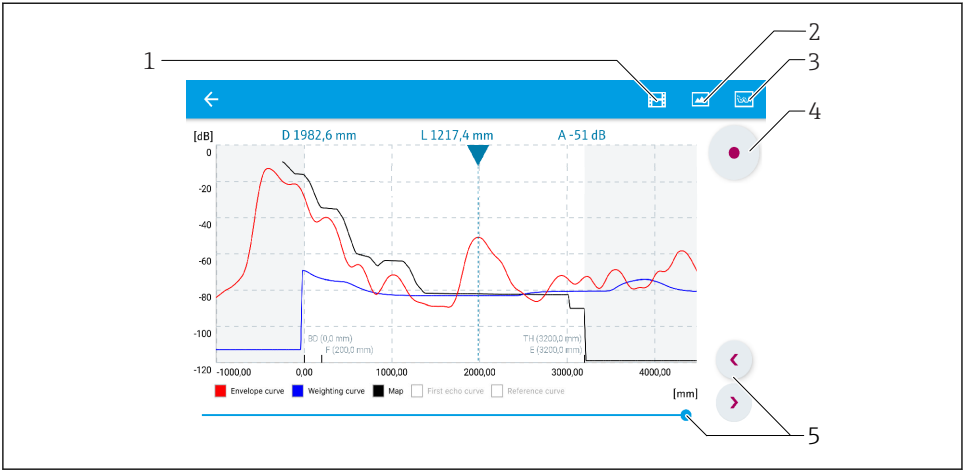 1
2
3
4
[dB]
D 1982,6 mm
L 1217,4 mm
A -51 dB
0
-20
-40
-60
-80
-100
-120
BD (0,0 mm)
F (200,0 mm)
TH (3200,0 mm)
E (3200,0 mm)
-1000,00
0,00
1000,00
2000,00
3000,00
4000,00
Envelope curve
Weighting curve
Map
First echo curve
Reference curve
[mm]
5